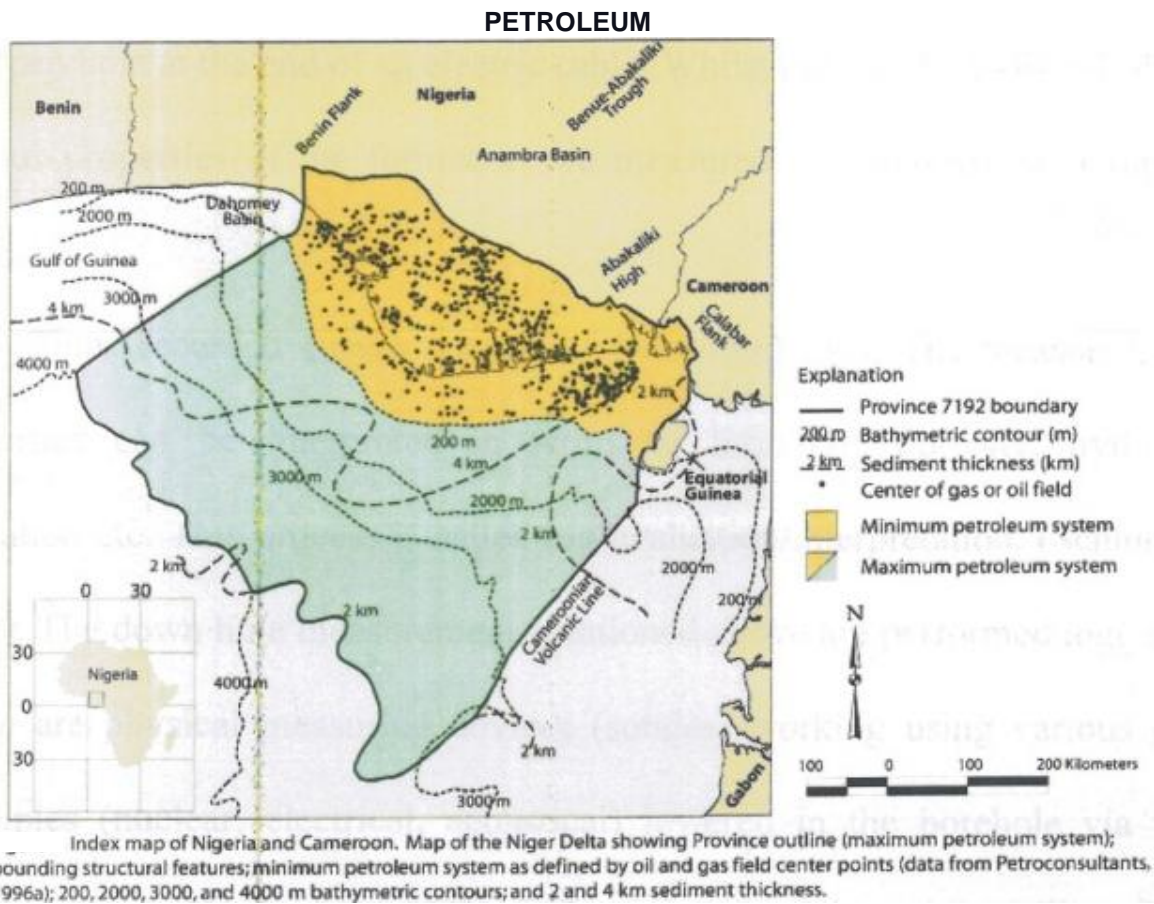 PETROLEUM
Benin
Nigeria
Benin Flank
Benue-Abakaliki
Trough
Anambra Basin
200 m
2000 m
Dahomey
Basin
Gulf of Guinea
3000 m
4 km
4000 m
Abakaliki
High
Cameroon
Calabar
Flank
2 km
200 m
4 km
3000 m
2000 m
2 km
Equatorial
Guinea
2000 m
200 m
2 km
2 km
Cameroonian
Volcanic Line
4000 m
2 km
3000 m
Gabon
0 30
30
0
30
Nigeria
Explanation
Province 7192 boundary
200 m Bathymetric contour (m)
2 km Sediment thickness (km)
Center of gas or oil field
Minimum petroleum system
Maximum petroleum system
N
100 0 100 200 Kilometers
Index map of Nigeria and Cameroon. Map of the Niger Delta showing Province outline (maximum petroleum system);
bounding structural features; minimum petroleum system as defined by oil and gas field center points (data from Petroconsultants,
1996a); 200, 2000, 3000, and 4000 m bathymetric contours; and 2 and 4 km sediment thickness.